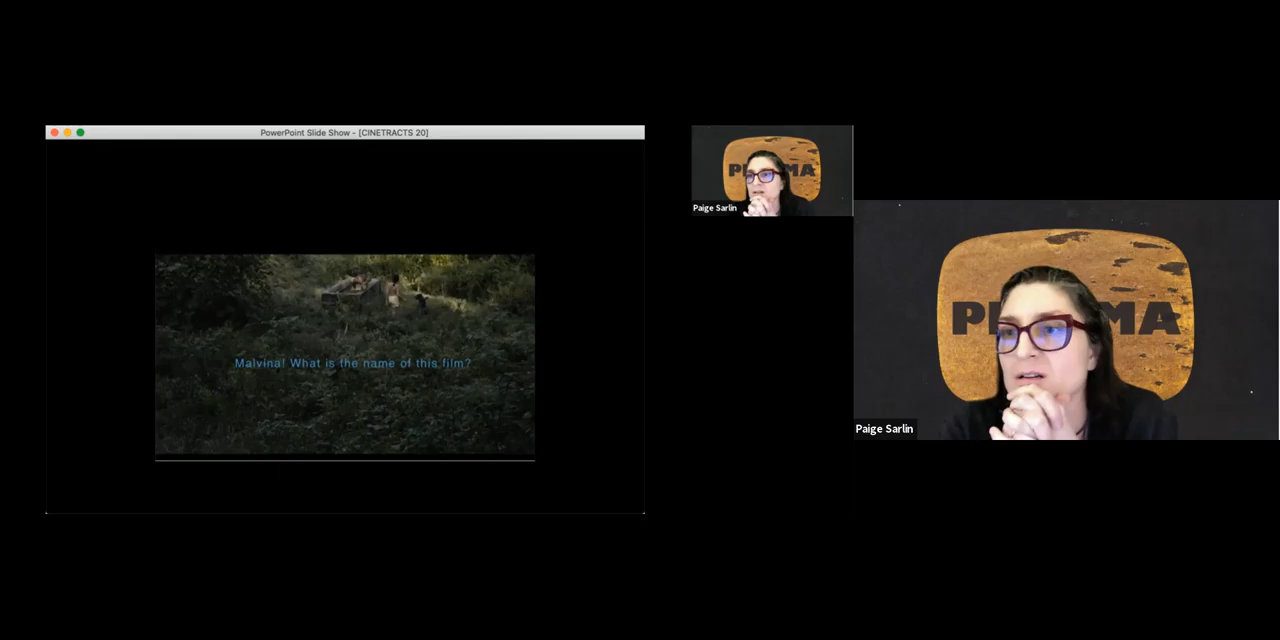 PowerPoint Slide Show - [CINETRACTS 20]
Malvina! What is the name of this film?
Paige Sarlin
Paige Sarlin